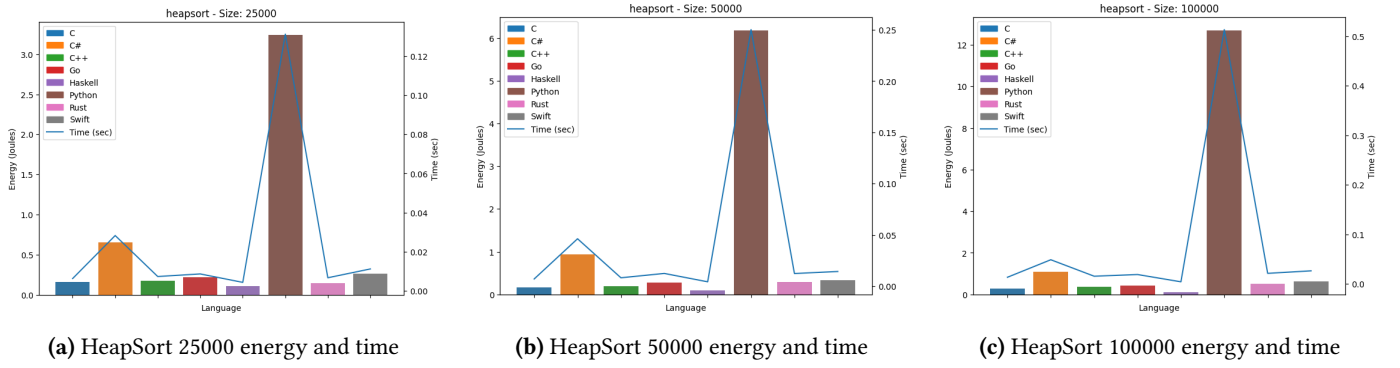 heapsort - Size: 25000
3.0
2.5
2.0
1.5
1.0
0.5
0.0
Energy (Joules)
C
C#
C++
Go
Haskell
Python
Rust
Swift
Time (sec)
0.12
0.10
0.08
0.06
0.04
0.02
0.00
Time (sec)
Language
(a) HeapSort 25000 energy and time
heapsort - Size: 50000
6
5
4
3
2
1
0
Energy (Joules)
C
C#
C++
Go
Haskell
Python
Rust
Swift
Time (sec)
0.25
0.20
0.15
0.10
0.05
0.00
Time (sec)
Language
(b) HeapSort 50000 energy and time
heapsort - Size: 100000
12
10
8
6
4
2
0
Energy (Joules)
C
C#
C++
Go
Haskell
Python
Rust
Swift
Time (sec)
0.5
0.4
0.3
0.2
0.1
0.0
Time (sec)
Language
(c) HeapSort 100000 energy and time